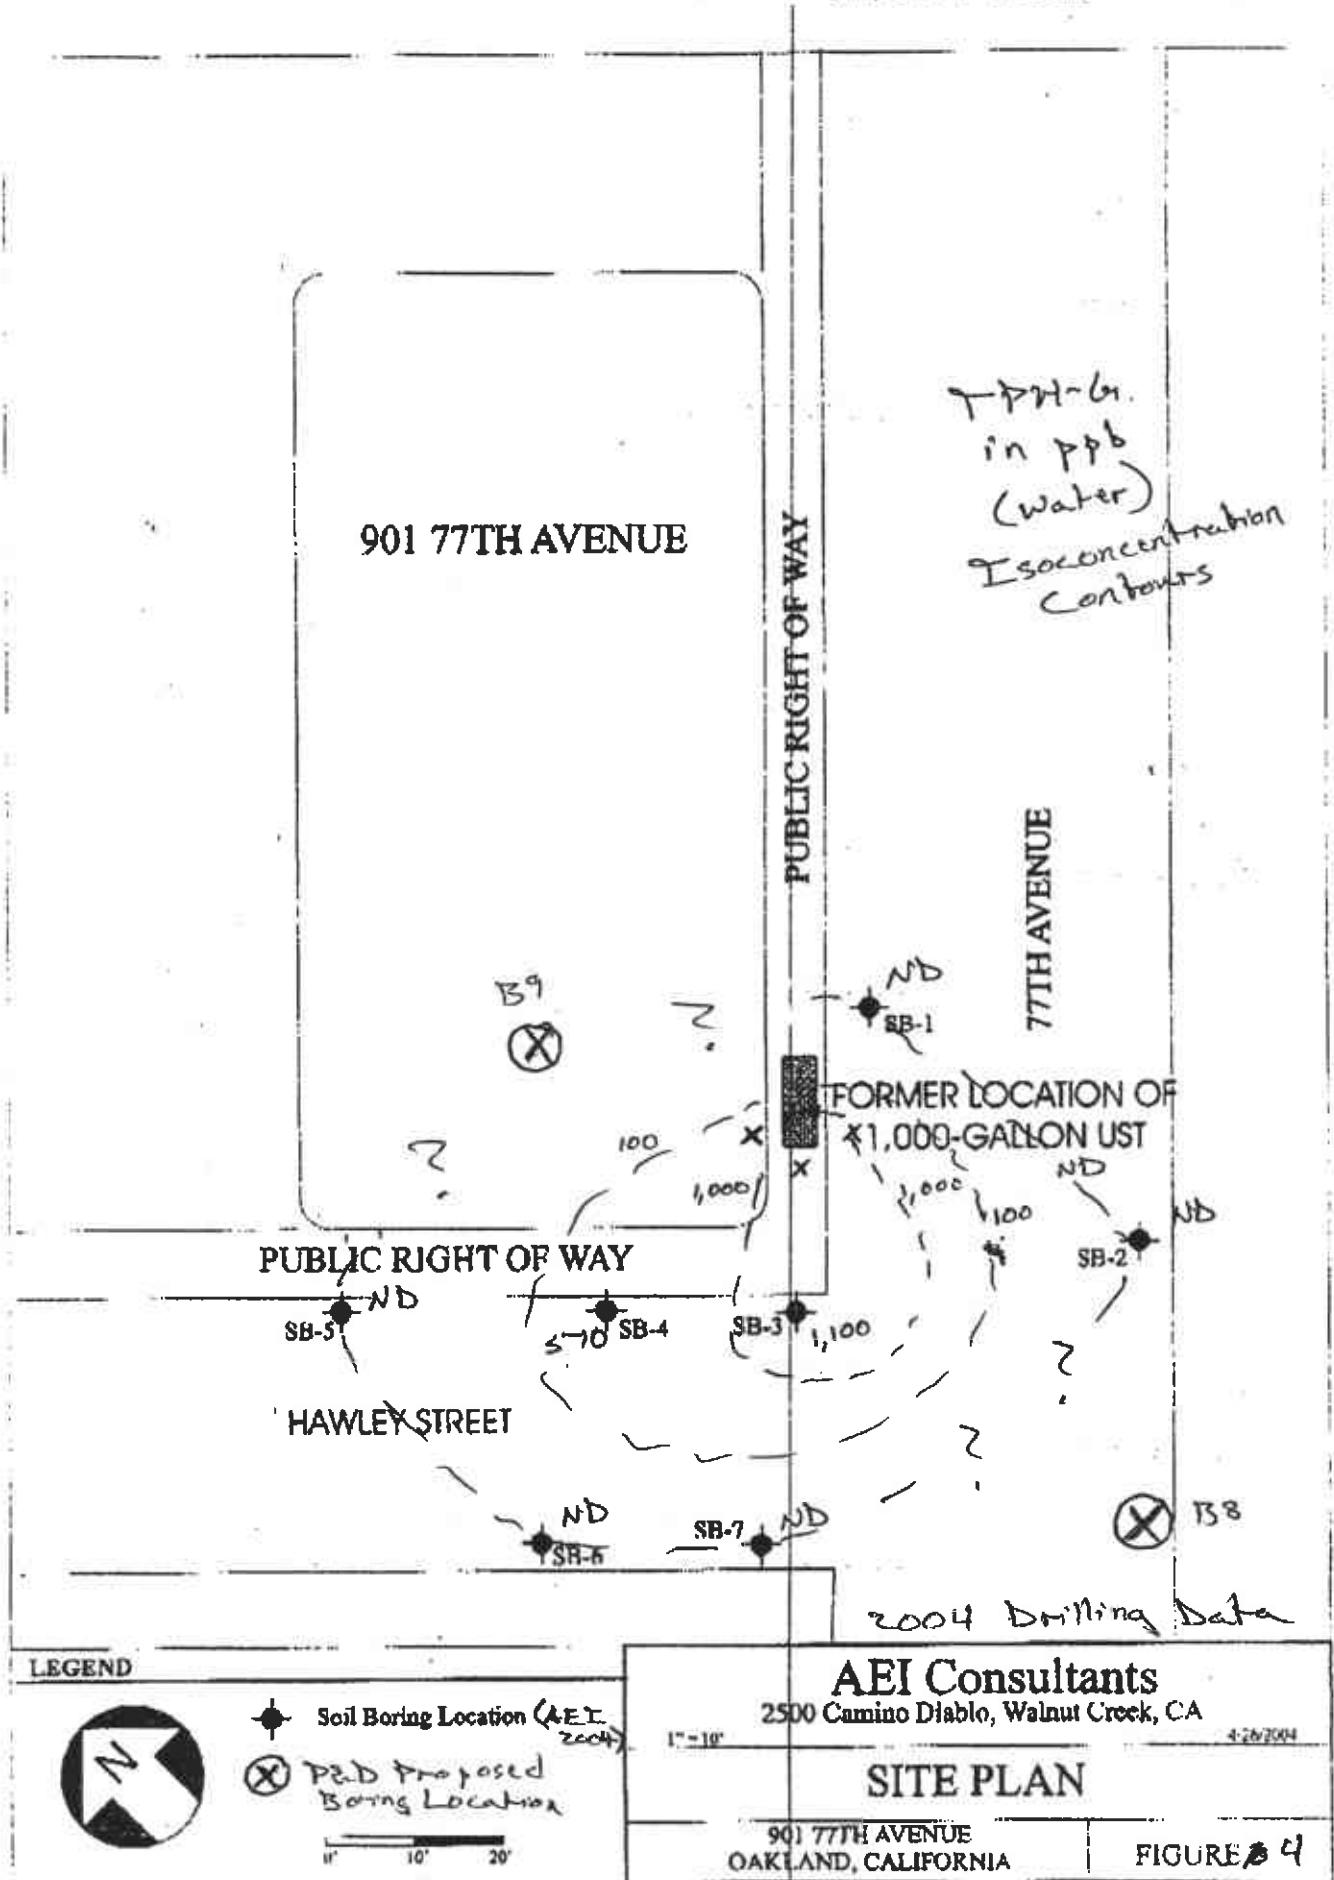 TPH-G.
in ppb
(water)
Isoconcentration
Contours
901 77TH AVENUE
PUBLIC RIGHT OF WAY
77TH AVENUE
B9
?
ND
SB-1
FORMER LOCATION OF
1,000-GALLON UST
?
100
1,000
1,000
100
ND
ND
SB-2
PUBLIC RIGHT OF WAY
ND
SB-5
SB-4
SB-3
1,100
?
HAWLEY STREET
?
ND
SB-6
SB-7
ND
B8
2004 Drilling Data
LEGEND
N
Soil Boring Location (AEI
2004)
P&D Proposed
Boring Location
0' 10' 20'
AEI Consultants
2500 Camino Diablo, Walnut Creek, CA
1"=10' 4-26/2004
SITE PLAN
901 77TH AVENUE
OAKLAND, CALIFORNIA
FIGURE 4